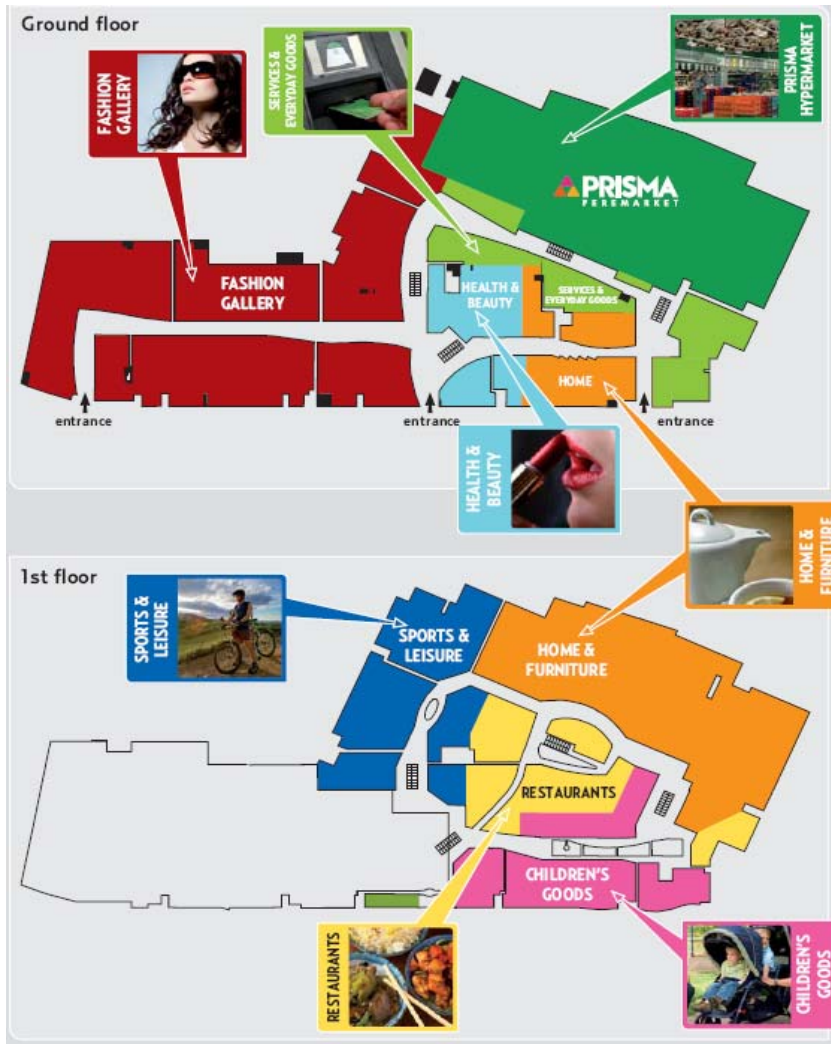 Ground floor
FASHION
GALLERY
SERVICES &
EVERYDAY GOODS
PRISMA
HYPERMARKET
PRISMA
PEREMARKET
FASHION
GALLERY
HEALTH &
BEAUTY
SERVICES &
EVERYDAY GOODS
HOME
entrance
entrance
entrance
HEALTH &
BEAUTY
HOME &
FURNITURE
1st floor
SPORTS &
LEISURE
SPORTS &
LEISURE
HOME &
FURNITURE
RESTAURANTS
CHILDREN'S
GOODS
RESTAURANTS
CHILDREN'S
GOODS